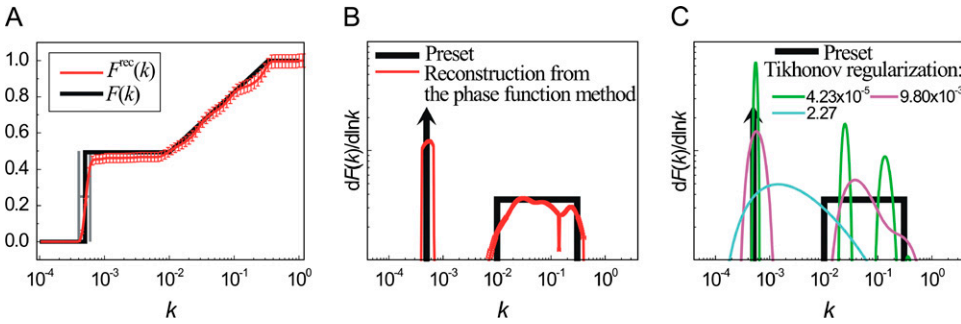 A
1.0
0.8
0.6
0.4
0.2
0.0
F^rec(k)
F(k)
10^-4 10^-3 10^-2 10^-1 10^0
k
B
dF(k)/dlnk
Preset
Reconstruction from
the phase function method
10^-4 10^-3 10^-2 10^-1 10^0
k
C
dF(k)/dlnk
Preset
Tikhonov regularization:
4.23x10^-5 9.80x10^-3
2.27
10^-4 10^-3 10^-2 10^-1 10^0
k